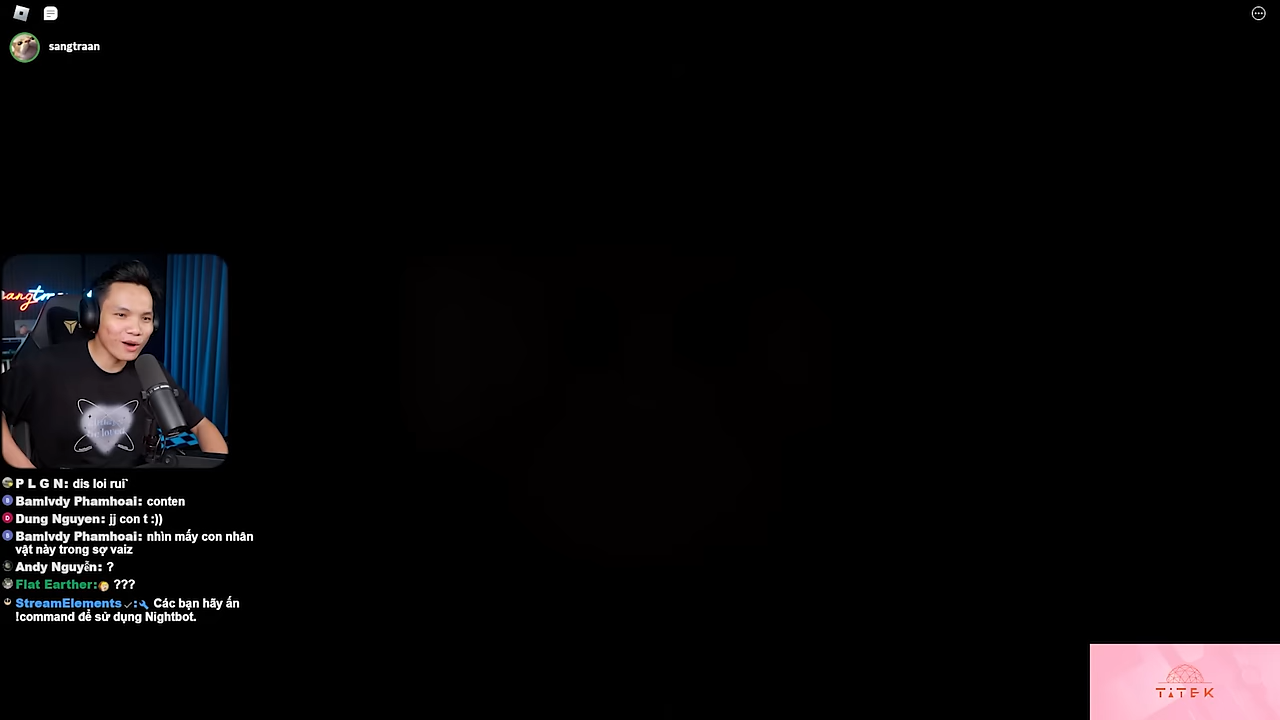 sangtraan
P L G N: dis loi rui`
Bamlvdy Phamhoai: conten
Dung Nguyen: jj con t :))
Bamlvdy Phamhoai: nhìn mấy con nhân
vật này trong sợ vaiz
Andy Nguyễn: ?
Flat Earther: ???
StreamElements: Các bạn hãy ấn
!command để sử dụng Nightbot.
TiTEK